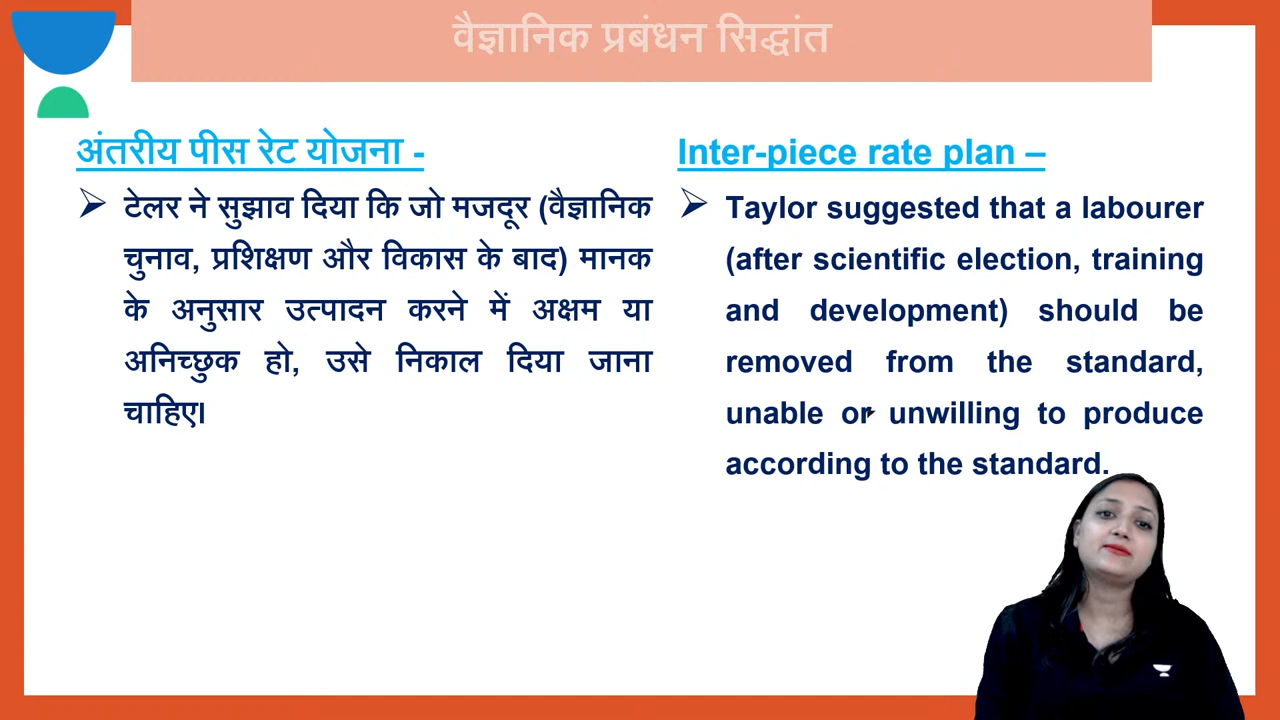 वैज्ञानिक प्रबंधन सिद्धांत
अंतरीय पीस रेट योजना -
➢ टेलर ने सुझाव दिया कि जो मजदूर (वैज्ञानिक
चुनाव, प्रशिक्षण और विकास के बाद) मानक
के अनुसार उत्पादन करने में अक्षम या
अनिच्छुक हो, उसे निकाल दिया जाना
चाहिए।
Inter-piece rate plan –
➢ Taylor suggested that a labourer
(after scientific election, training
and development) should be
removed from the standard,
unable or unwilling to produce
according to the standard.